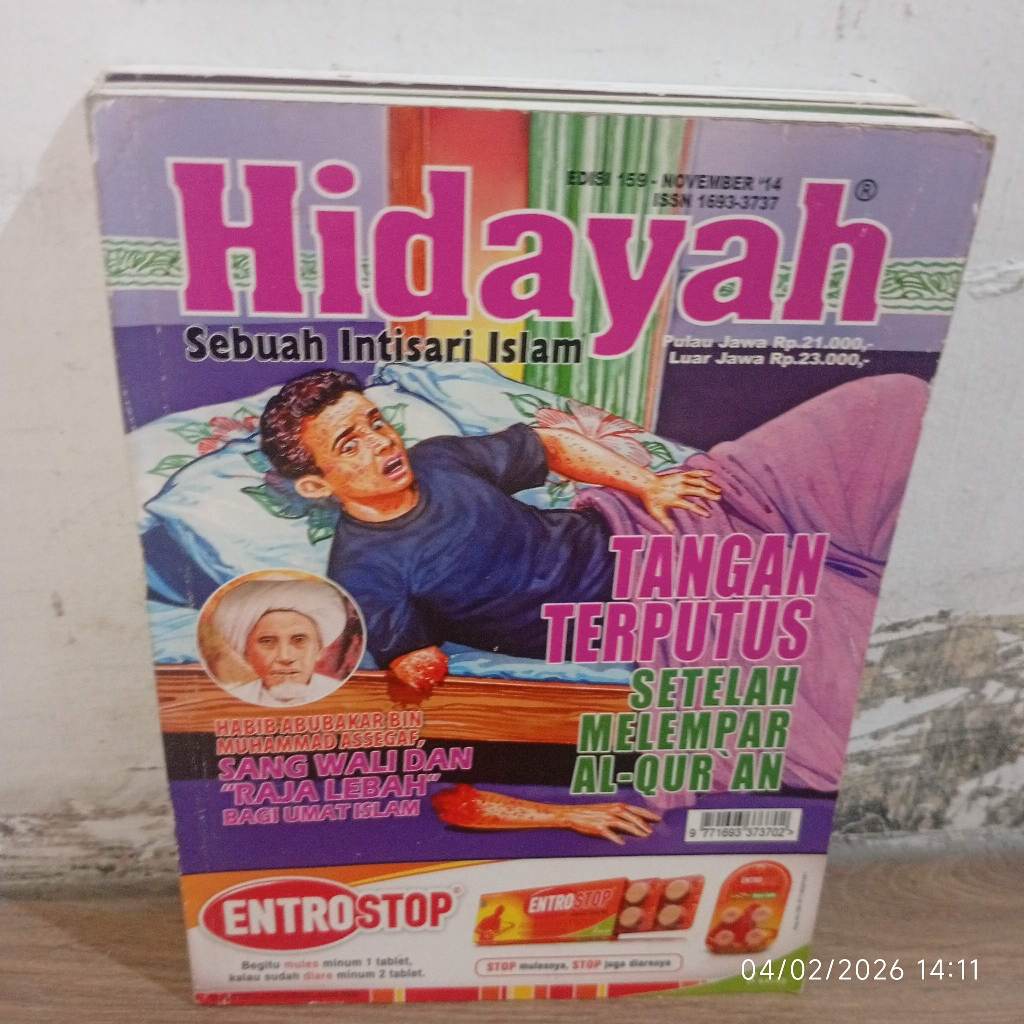 Hidayah®
EDISI 159 - NOVEMBER '14
ISSN 1693-3737
Sebuah Intisari Islam
Pulau Jawa Rp.21.000,-
Luar Jawa Rp.23.000,-
TANGAN
TERPUTUS
SETELAH
MELEMPAR
AL-QUR`AN
HABIB ABUBAKAR BIN
MUHAMMAD ASSEGAF,
SANG WALI DAN
"RAJA LEBAH"
BAGI UMAT ISLAM
9 771693 373702 >
ENTROSTOP®
Begitu mules minum 1 tablet,
kalau sudah diare minum 2 tablet.
ENTROSTOP
ENTRO
STOP mulesnya, STOP juga diarenya
04/02/2026 14:11